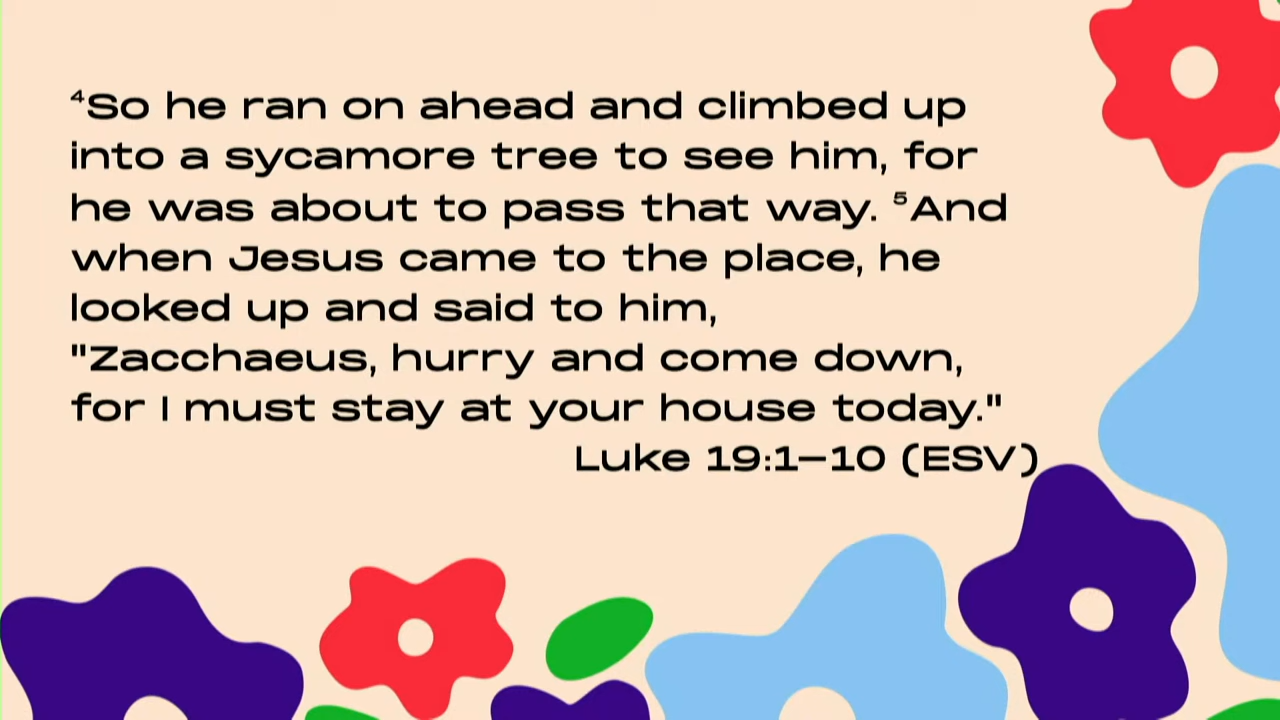 ⁴So he ran on ahead and climbed up
into a sycamore tree to see him, for
he was about to pass that way. ⁵And
when Jesus came to the place, he
looked up and said to him,
"Zacchaeus, hurry and come down,
for I must stay at your house today."
Luke 19:1–10 (ESV)